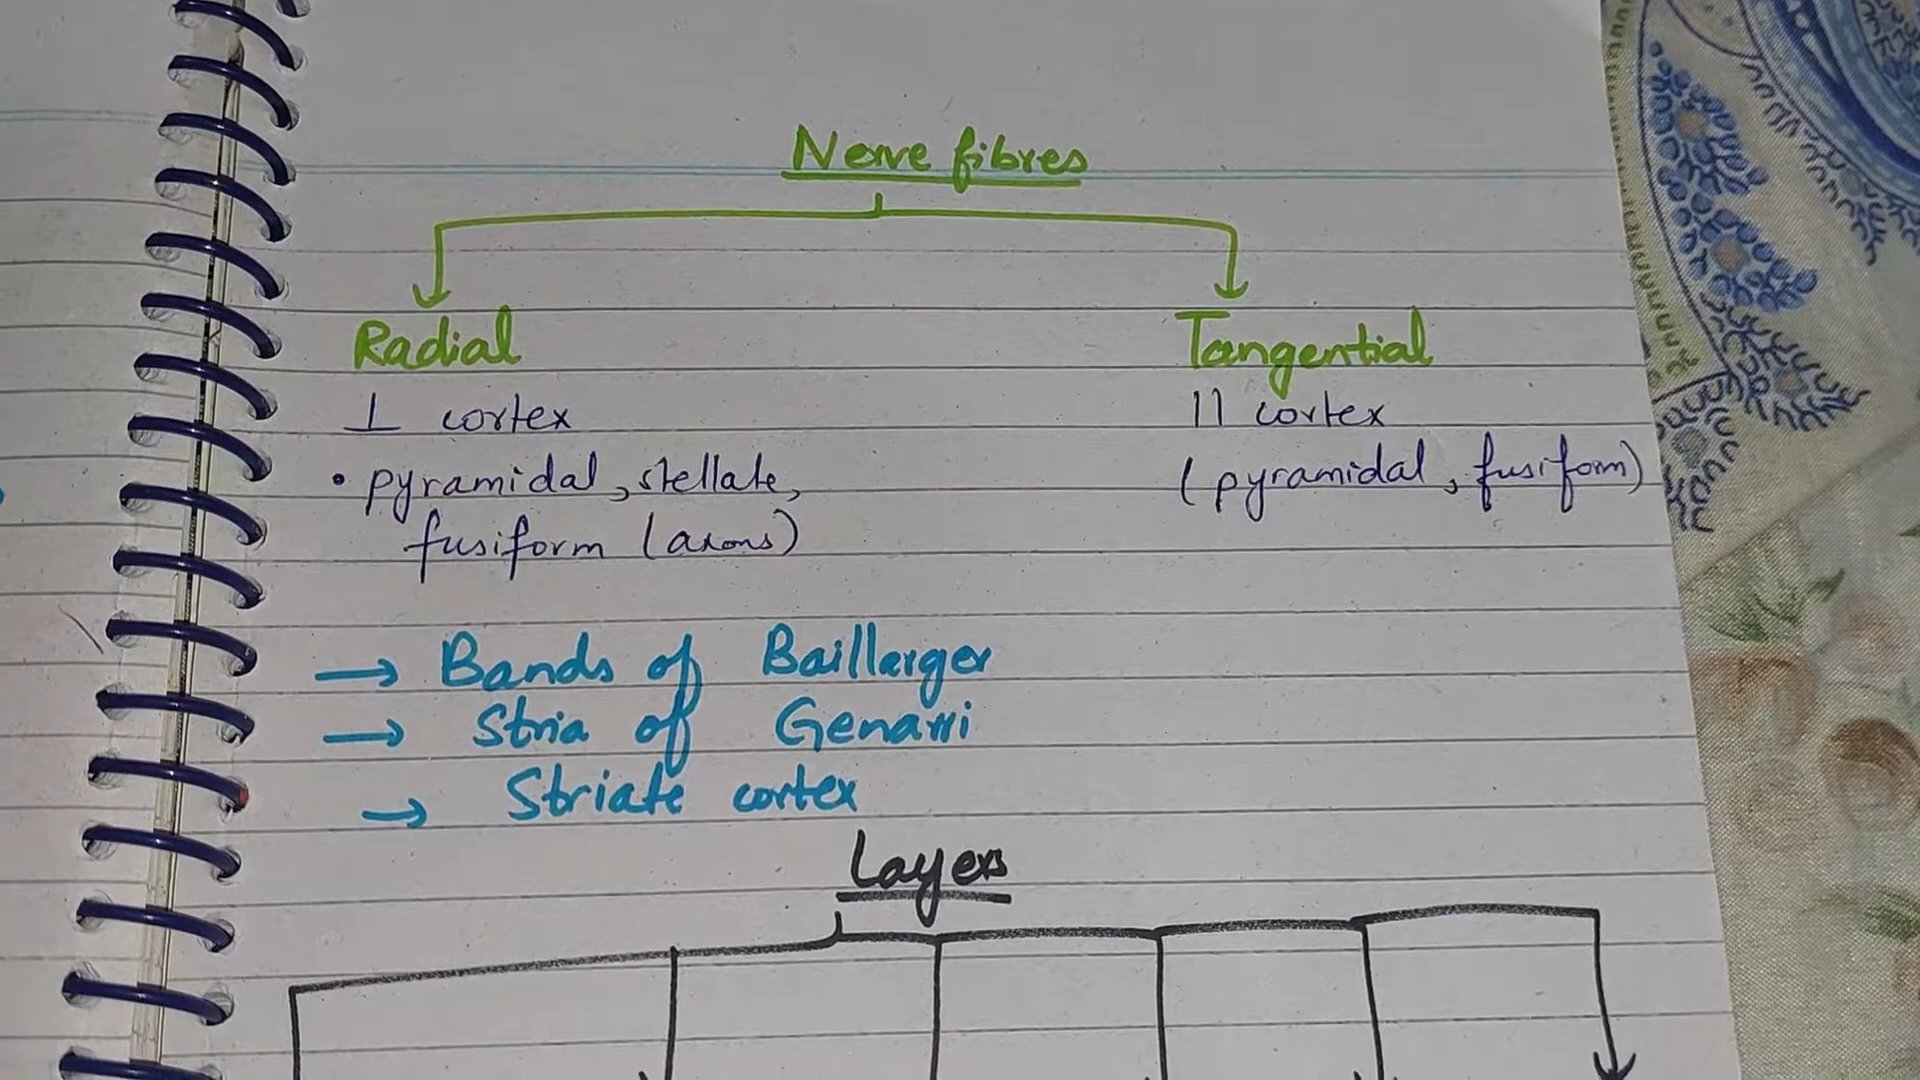 Nerve fibres
Radial
Tangential
⊥ cortex
|| cortex
• pyramidal, stellate,
fusiform (axons)
(pyramidal, fusiform)
→ Bands of Baillerger
→ Stria of Genarri
→ Striate cortex
Layers